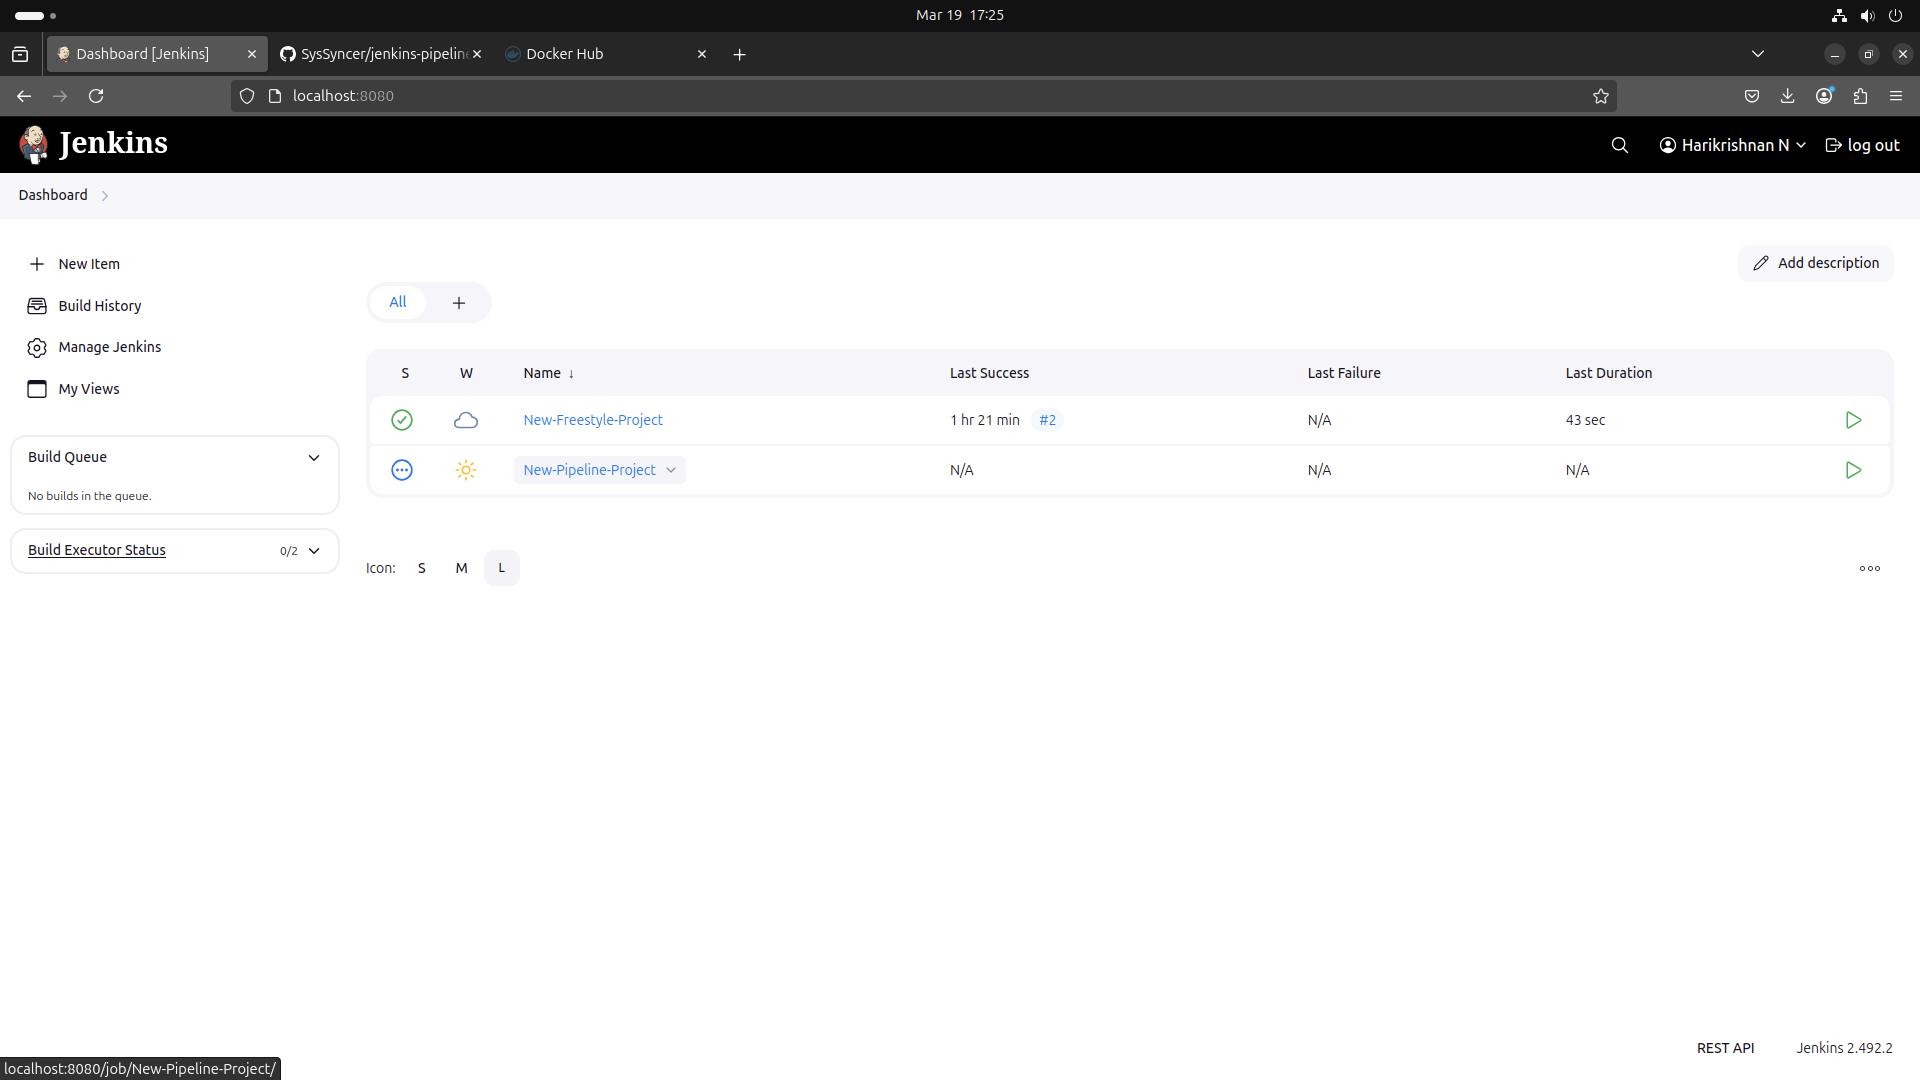 Mar 19 17:25
Dashboard [Jenkins]
SysSyncer/jenkins-pipeline
Docker Hub
localhost:8080
Jenkins
Harikrishnan N
log out
Dashboard
New Item
Build History
Manage Jenkins
My Views
Add description
All
S W Name ↓ Last Success Last Failure Last Duration
New-Freestyle-Project 1 hr 21 min #2 N/A 43 sec
New-Pipeline-Project N/A N/A N/A
Build Queue
No builds in the queue.
Build Executor Status 0/2
Icon: S M L
REST API Jenkins 2.492.2
localhost:8080/job/New-Pipeline-Project/